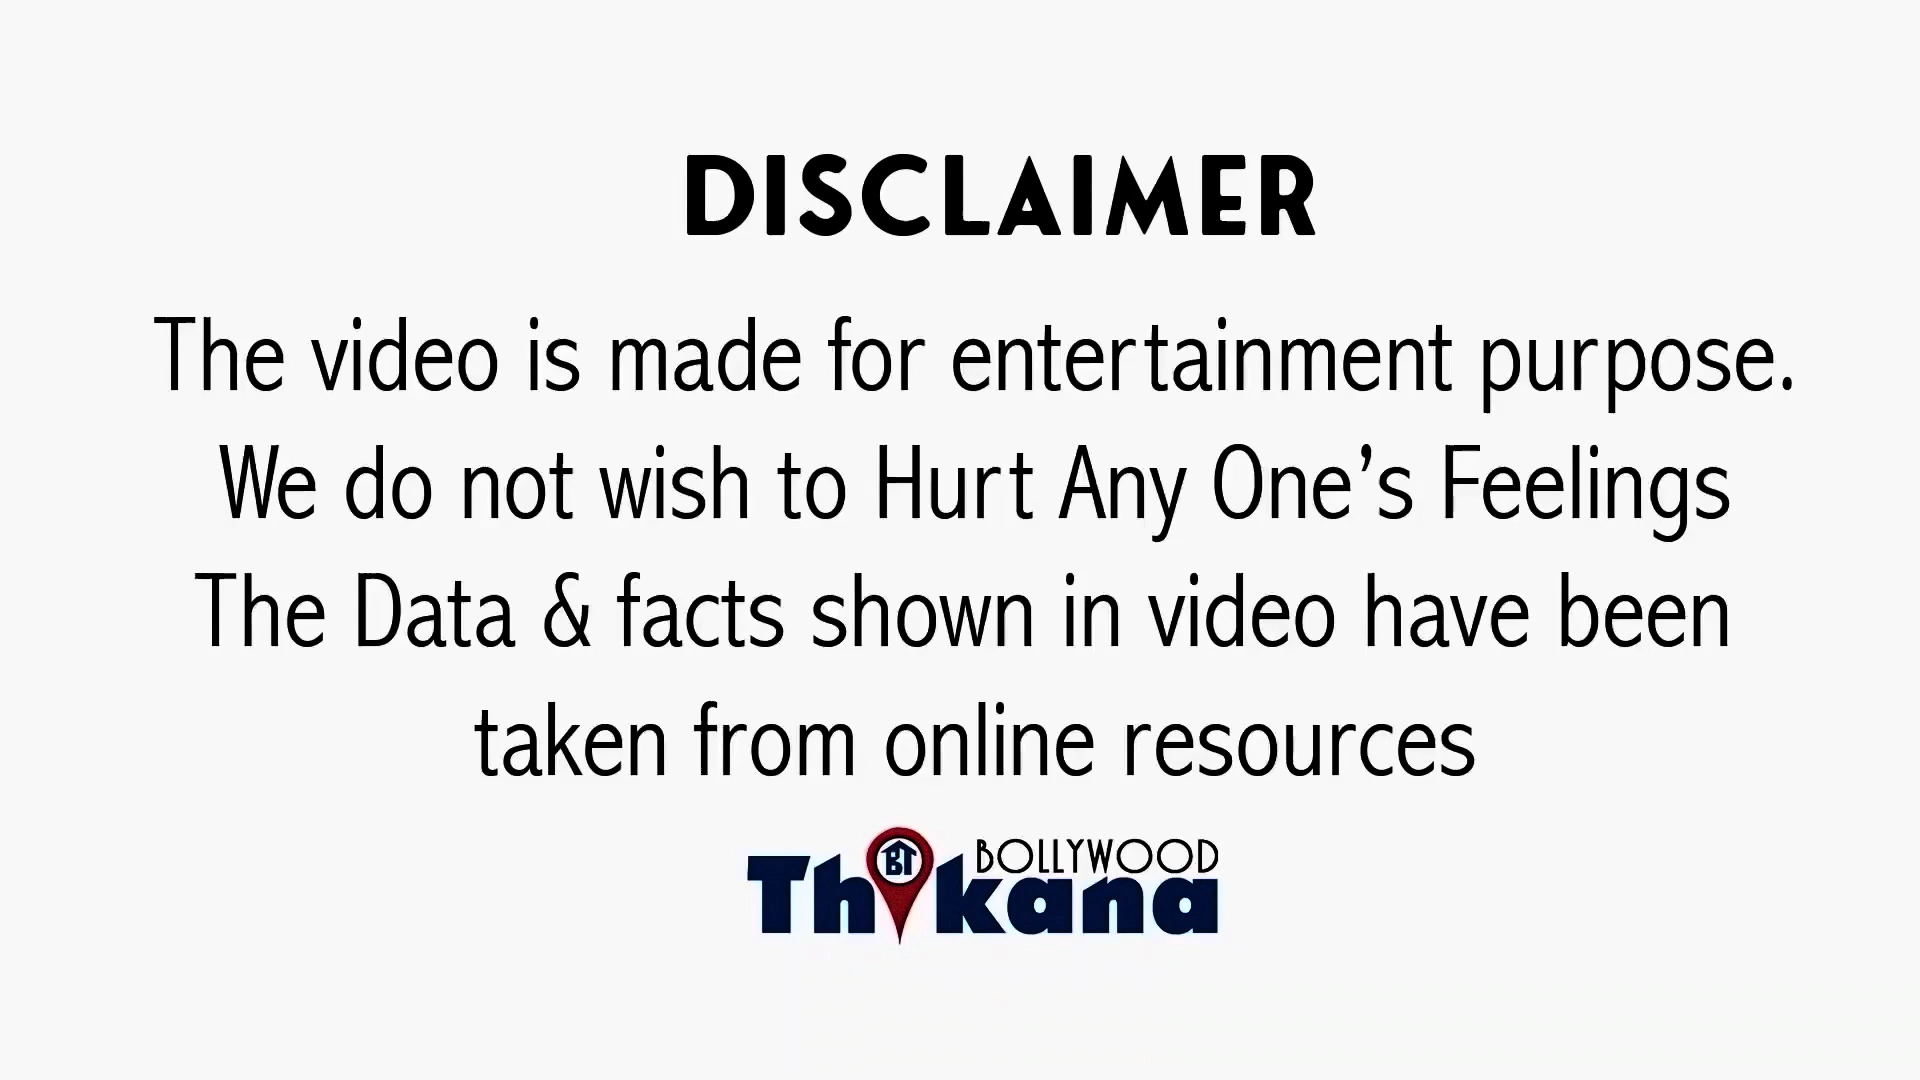 DISCLAIMER
The video is made for entertainment purpose.
We do not wish to Hurt Any One's Feelings
The Data & facts shown in video have been
taken from online resources
BT
BOLLYWOOD
Thikana